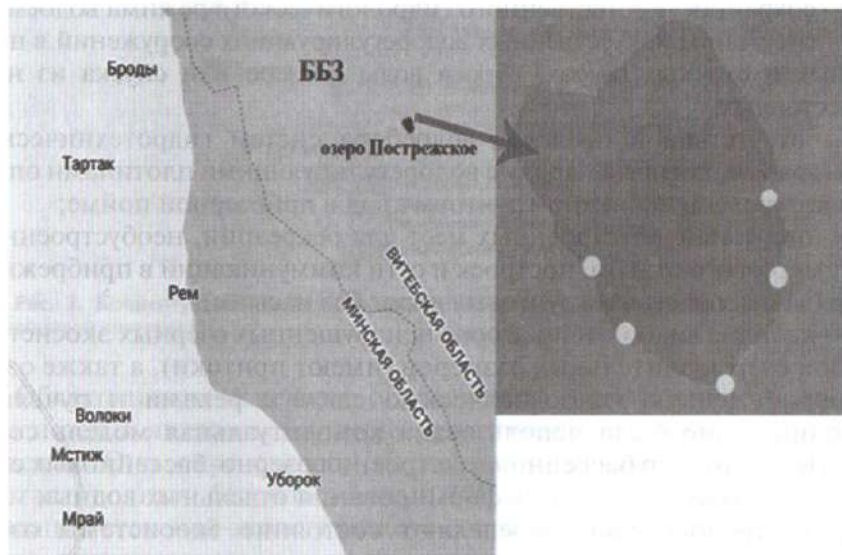 Броды
ББЗ
озеро Пострежское
Тартак
ВИТЕБСКАЯ ОБЛАСТЬ
Рем
МИНСКАЯ ОБЛАСТЬ
Волоки
Мстиж
Уборок
Мрай